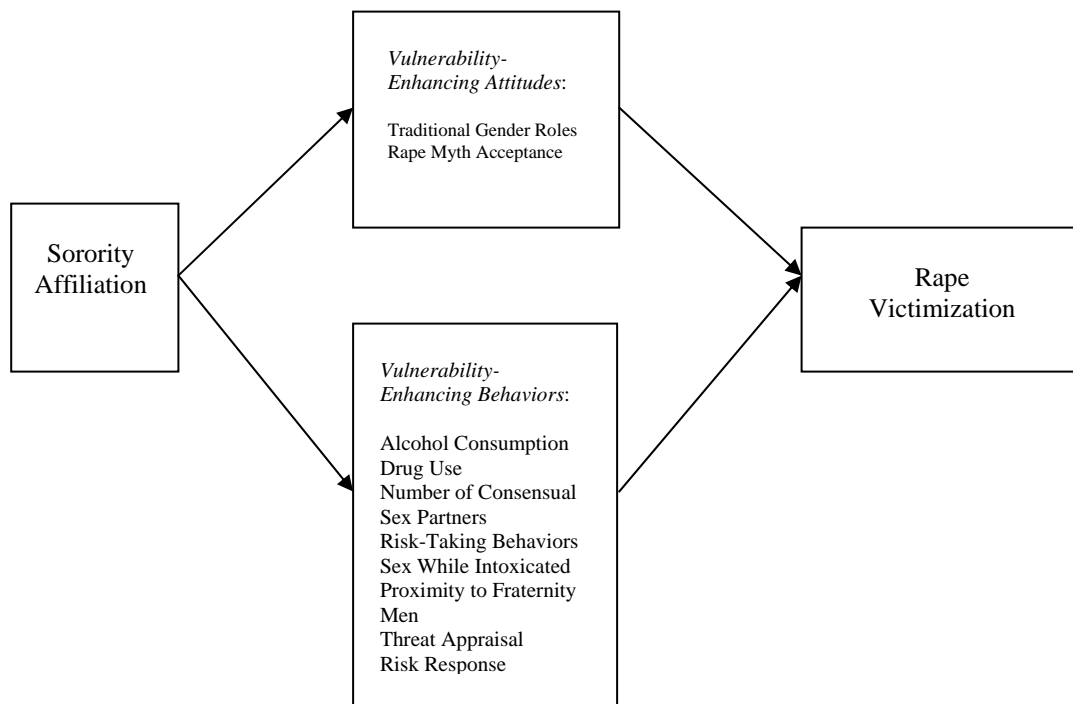 Vulnerability-
Enhancing Attitudes:
Traditional Gender Roles
Rape Myth Acceptance
Sorority
Affiliation
Rape
Victimization
Vulnerability-
Enhancing Behaviors:
Alcohol Consumption
Drug Use
Number of Consensual
Sex Partners
Risk-Taking Behaviors
Sex While Intoxicated
Proximity to Fraternity
Men
Threat Appraisal
Risk Response